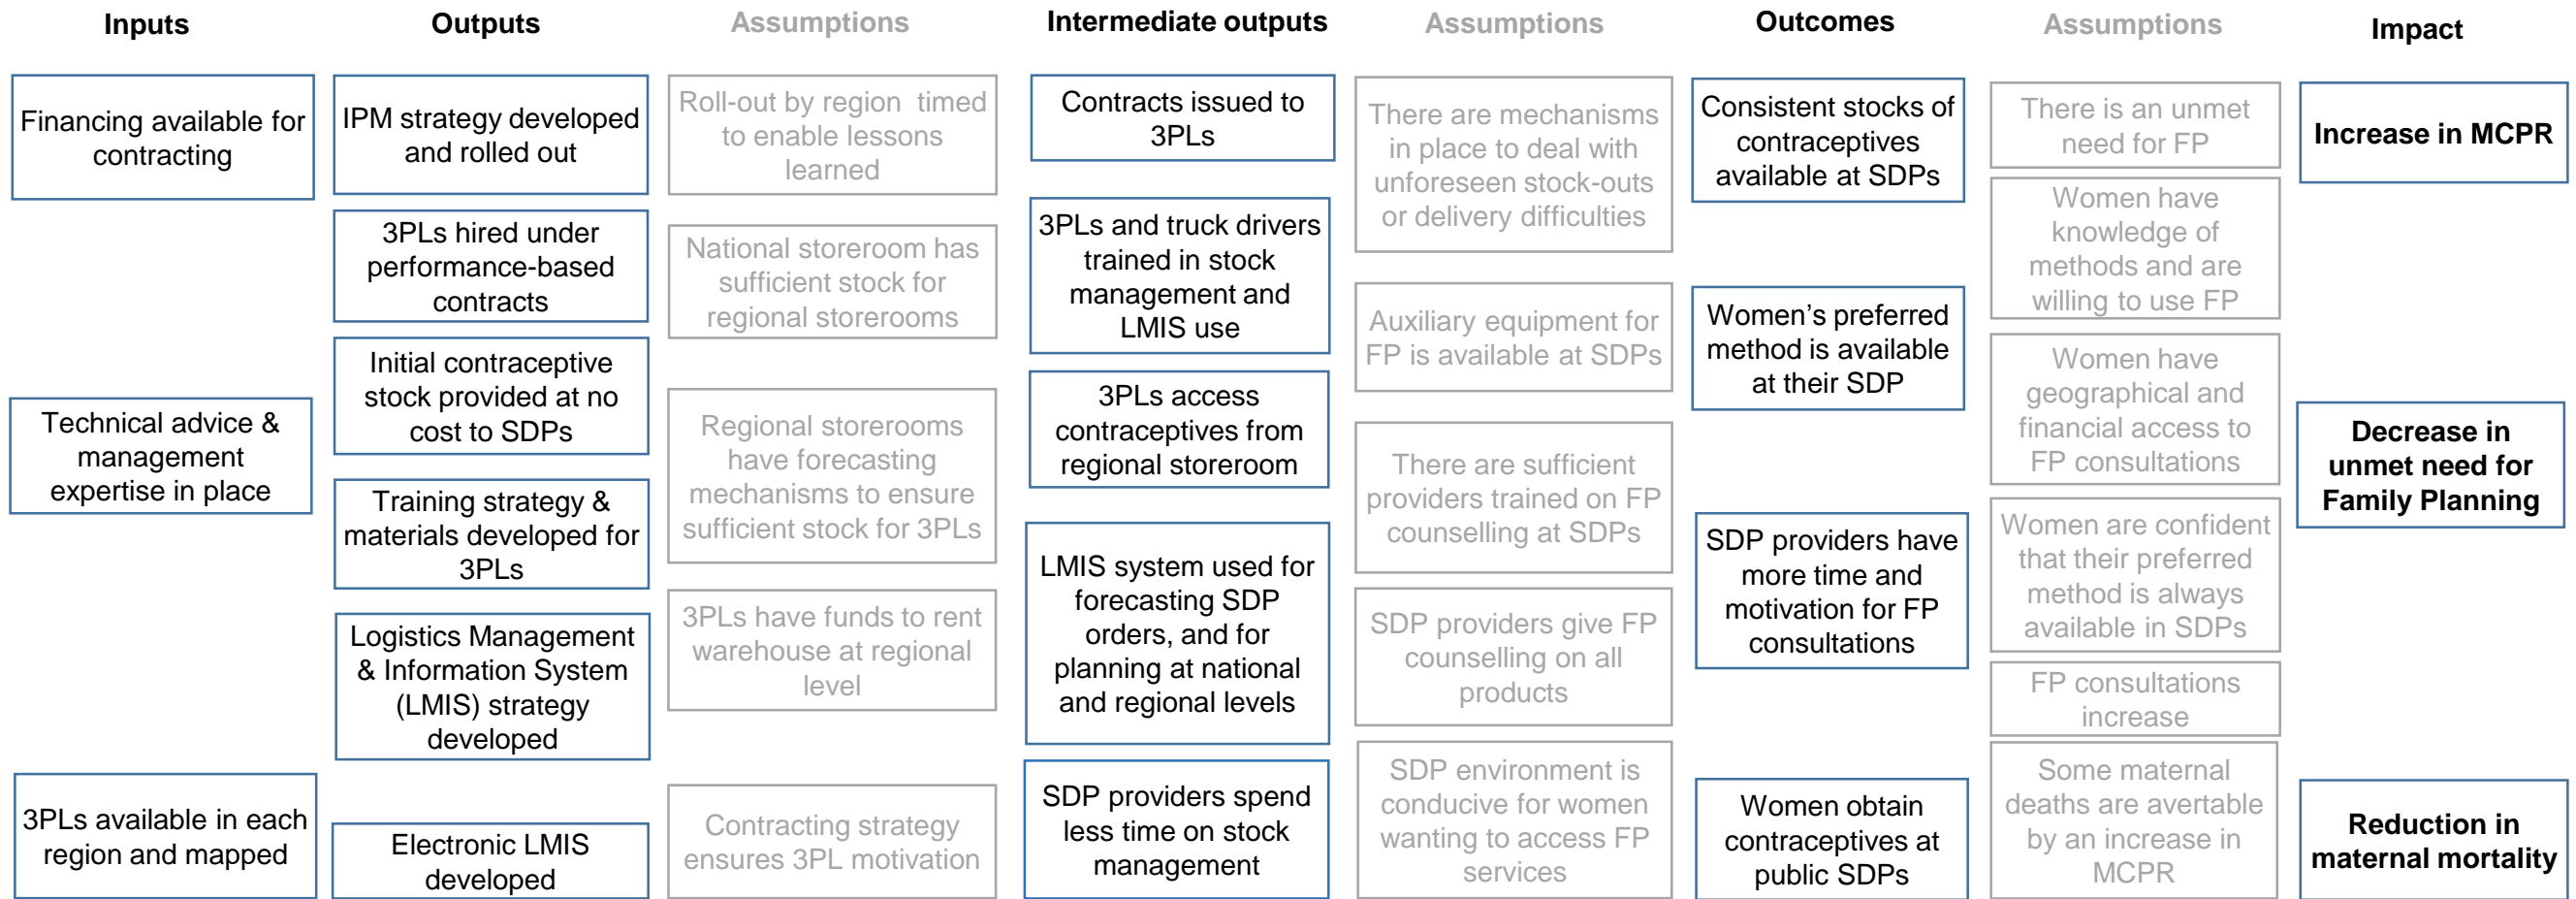 Inputs
Financing available for
contracting
Technical advice &
management
expertise in place
3PLs available in each
region and mapped
Outputs
IPM strategy developed
and rolled out
3PLs hired under
performance-based
contracts
Initial contraceptive
stock provided at no
cost to SDPs
Training strategy &
materials developed for
3PLs
Logistics Management
& Information System
(LMIS) strategy
developed
Electronic LMIS
developed
Assumptions
Roll-out by region timed
to enable lessons
learned
National storeroom has
sufficient stock for
regional storerooms
Regional storerooms
have forecasting
mechanisms to ensure
sufficient stock for 3PLs
3PLs have funds to rent
warehouse at regional
level
Contracting strategy
ensures 3PL motivation
Intermediate outputs
Contracts issued to
3PLs
3PLs and truck drivers
trained in stock
management and
LMIS use
3PLs access
contraceptives from
regional storeroom
LMIS system used for
forecasting SDP
orders, and for
planning at national
and regional levels
SDP providers spend
less time on stock
management
Assumptions
There are mechanisms
in place to deal with
unforeseen stock-outs
or delivery difficulties
Auxiliary equipment for
FP is available at SDPs
There are sufficient
providers trained on FP
counselling at SDPs
SDP providers give FP
counselling on all
products
SDP environment is
conducive for women
wanting to access FP
services
Outcomes
Consistent stocks of
contraceptives
available at SDPs
Women’s preferred
method is available
at their SDP
SDP providers have
more time and
motivation for FP
consultations
Women obtain
contraceptives at
public SDPs
Assumptions
There is an unmet
need for FP
Women have
knowledge of
methods and are
willing to use FP
Women have
geographical and
financial access to
FP consultations
Women are confident
that their preferred
method is always
available in SDPs
FP consultations
increase
Some maternal
deaths are avertable
by an increase in
MCPR
Impact
Increase in MCPR
Decrease in
unmet need for
Family Planning
Reduction in
maternal mortality